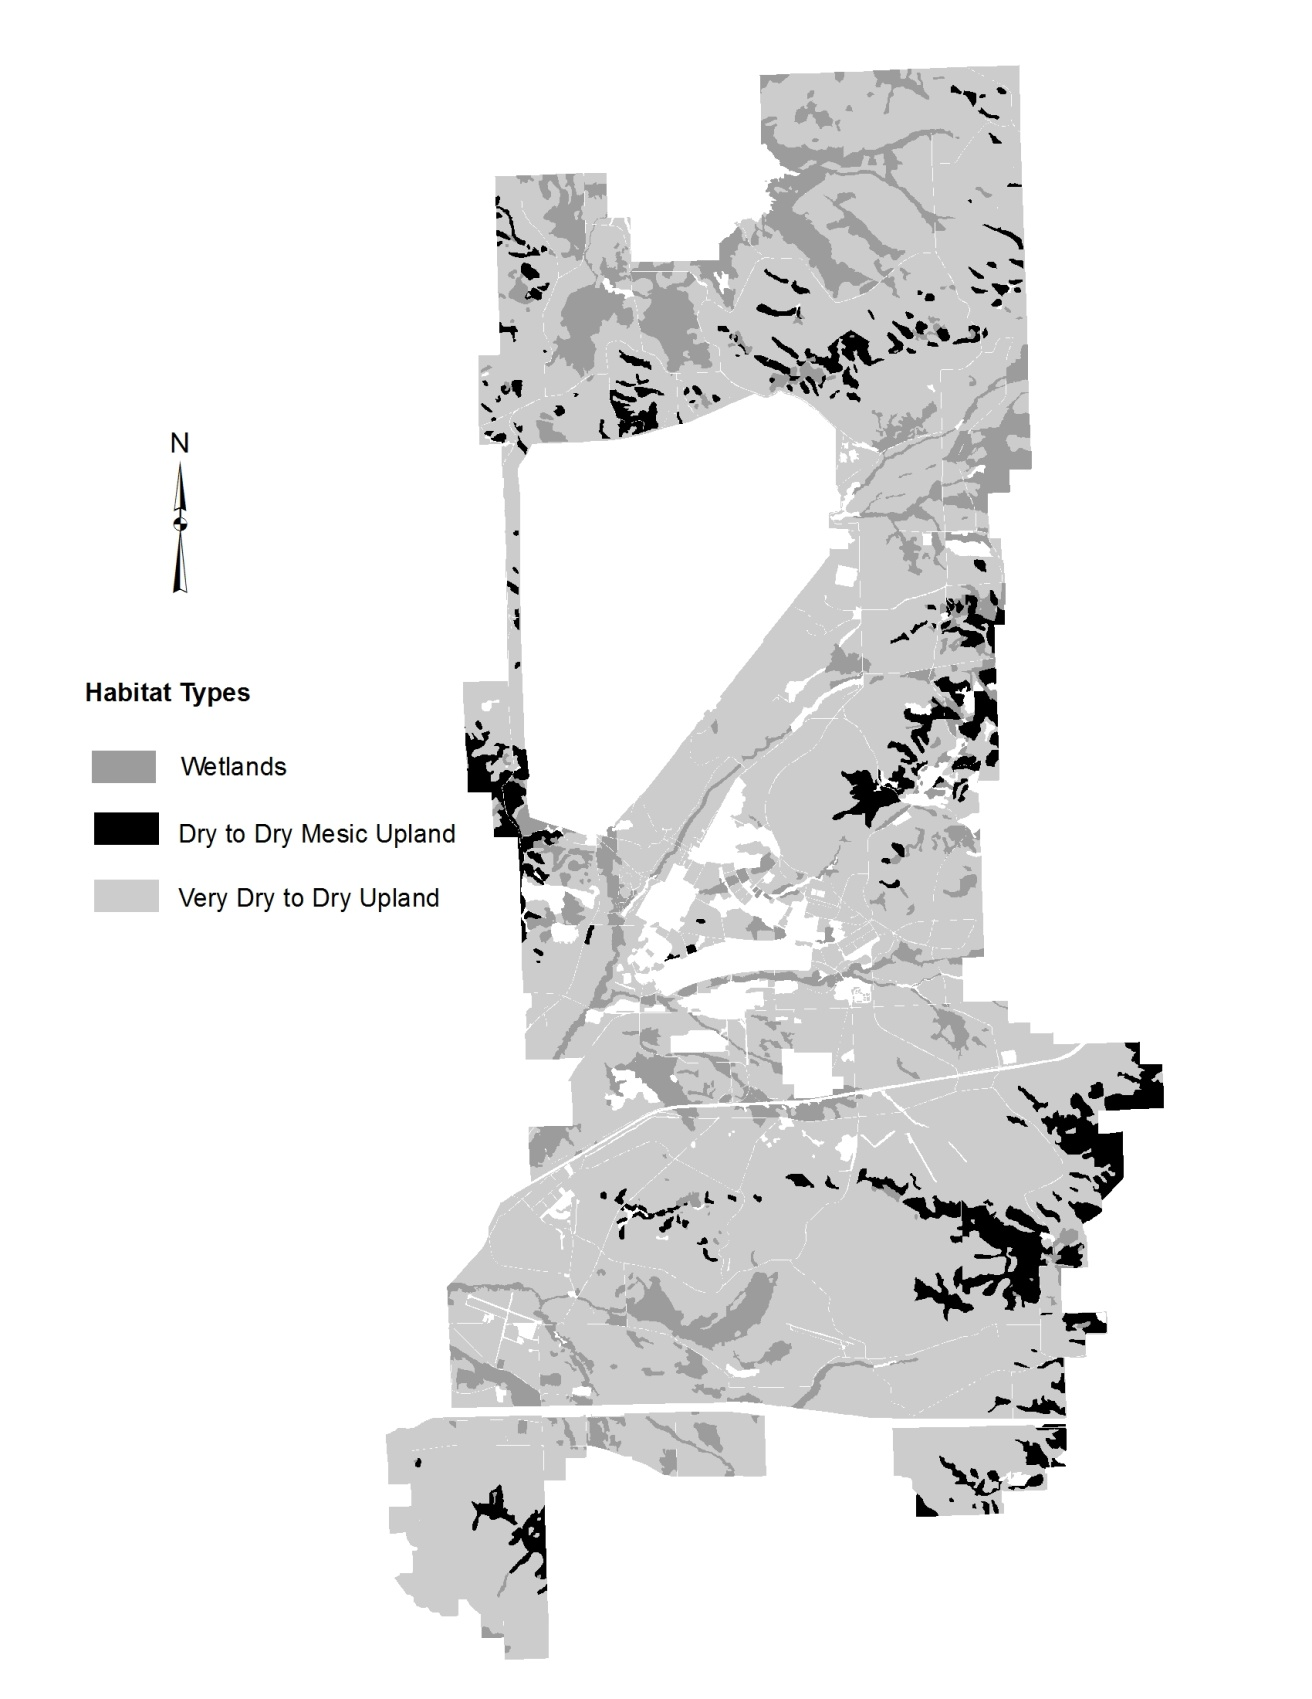 N
Habitat Types
Wetlands
Dry to Dry Mesic Upland
Very Dry to Dry Upland